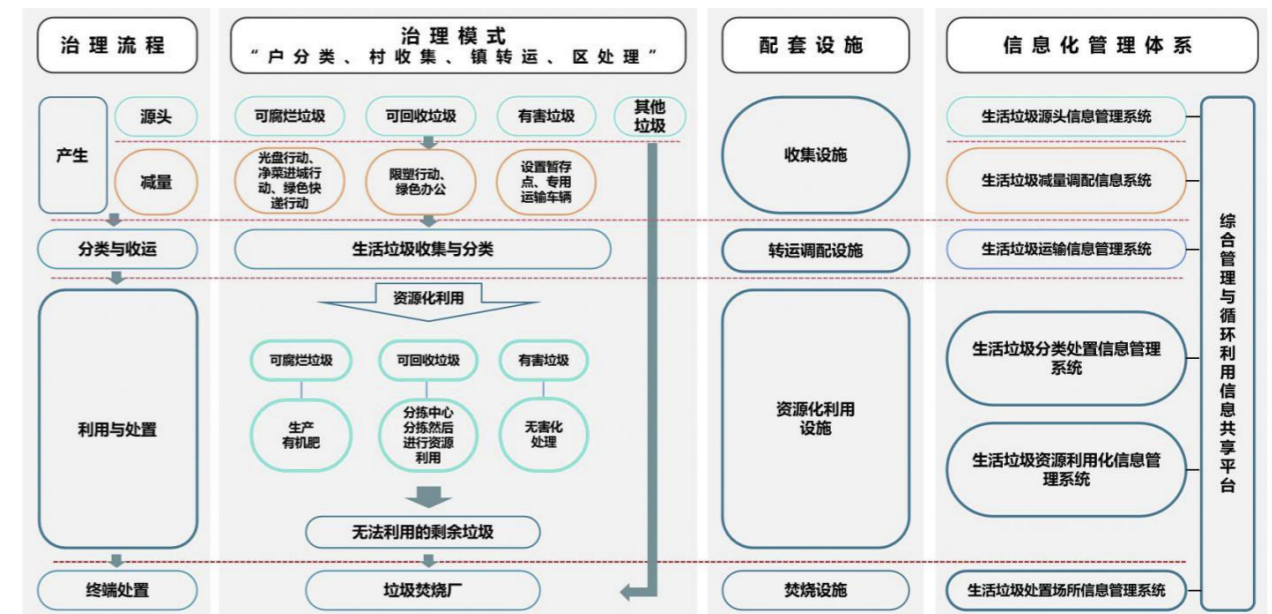 治理流程
治理模式
“户分类、村收集、镇转运、区处理”
配套设施
信息化管理体系
产生
源头
减量
可腐烂垃圾
可回收垃圾
有害垃圾
其他
垃圾
光盘行动、
净菜进城行
动、绿色快
递行动
限塑行动、
绿色办公
设置暂存
点、专用
运输车辆
收集设施
生活垃圾源头信息管理系统
生活垃圾减量调配信息系统
分类与收运
生活垃圾收集与分类
转运调配设施
生活垃圾运输信息管理系统
利用与处置
资源化利用
可腐烂垃圾
可回收垃圾
有害垃圾
生产
有机肥
分拣中心
分拣然后
进行资源
利用
无害化
处理
无法利用的剩余垃圾
资源化利用
设施
生活垃圾分类处置信息管理
系统
生活垃圾资源利用化信息管
理系统
终端处置
垃圾焚烧厂
焚烧设施
生活垃圾处置场所信息管理系统
综合管理与循环利用信息共享平台